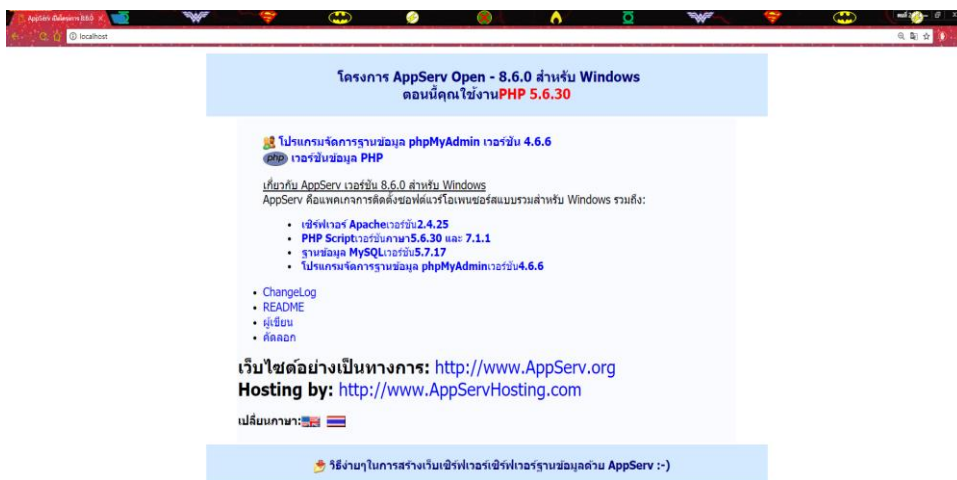 localhost
โครงการ AppServ Open - 8.6.0 สำหรับ Windows
ตอนนี้คุณใช้งานPHP 5.6.30
โปรแกรมจัดการฐานข้อมูล phpMyAdmin เวอร์ชัน 4.6.6
php เวอร์ชันข้อมูล PHP
เกี่ยวกับ AppServ เวอร์ชัน 8.6.0 สำหรับ Windows
AppServ คือแพคเกจการติดตั้งซอฟต์แวร์โอเพนซอร์สแบบรวมสำหรับ Windows รวมถึง:
• เซิร์ฟเวอร์ Apacheเวอร์ชัน2.4.25
• PHP Scriptเวอร์ชันภาษา5.6.30 และ 7.1.1
• ฐานข้อมูล MySQLเวอร์ชัน5.7.17
• โปรแกรมจัดการฐานข้อมูล phpMyAdminเวอร์ชัน4.6.6
• ChangeLog
• README
• ผู้เขียน
• คัดลอก
เว็บไซต์อย่างเป็นทางการ: http://www.AppServ.org
Hosting by: http://www.AppServHosting.com
เปลี่ยนภาษา:
วิธีง่ายๆในการสร้างเว็บเซิร์ฟเวอร์เซิร์ฟเวอร์ฐานข้อมูลด้วย AppServ :-)